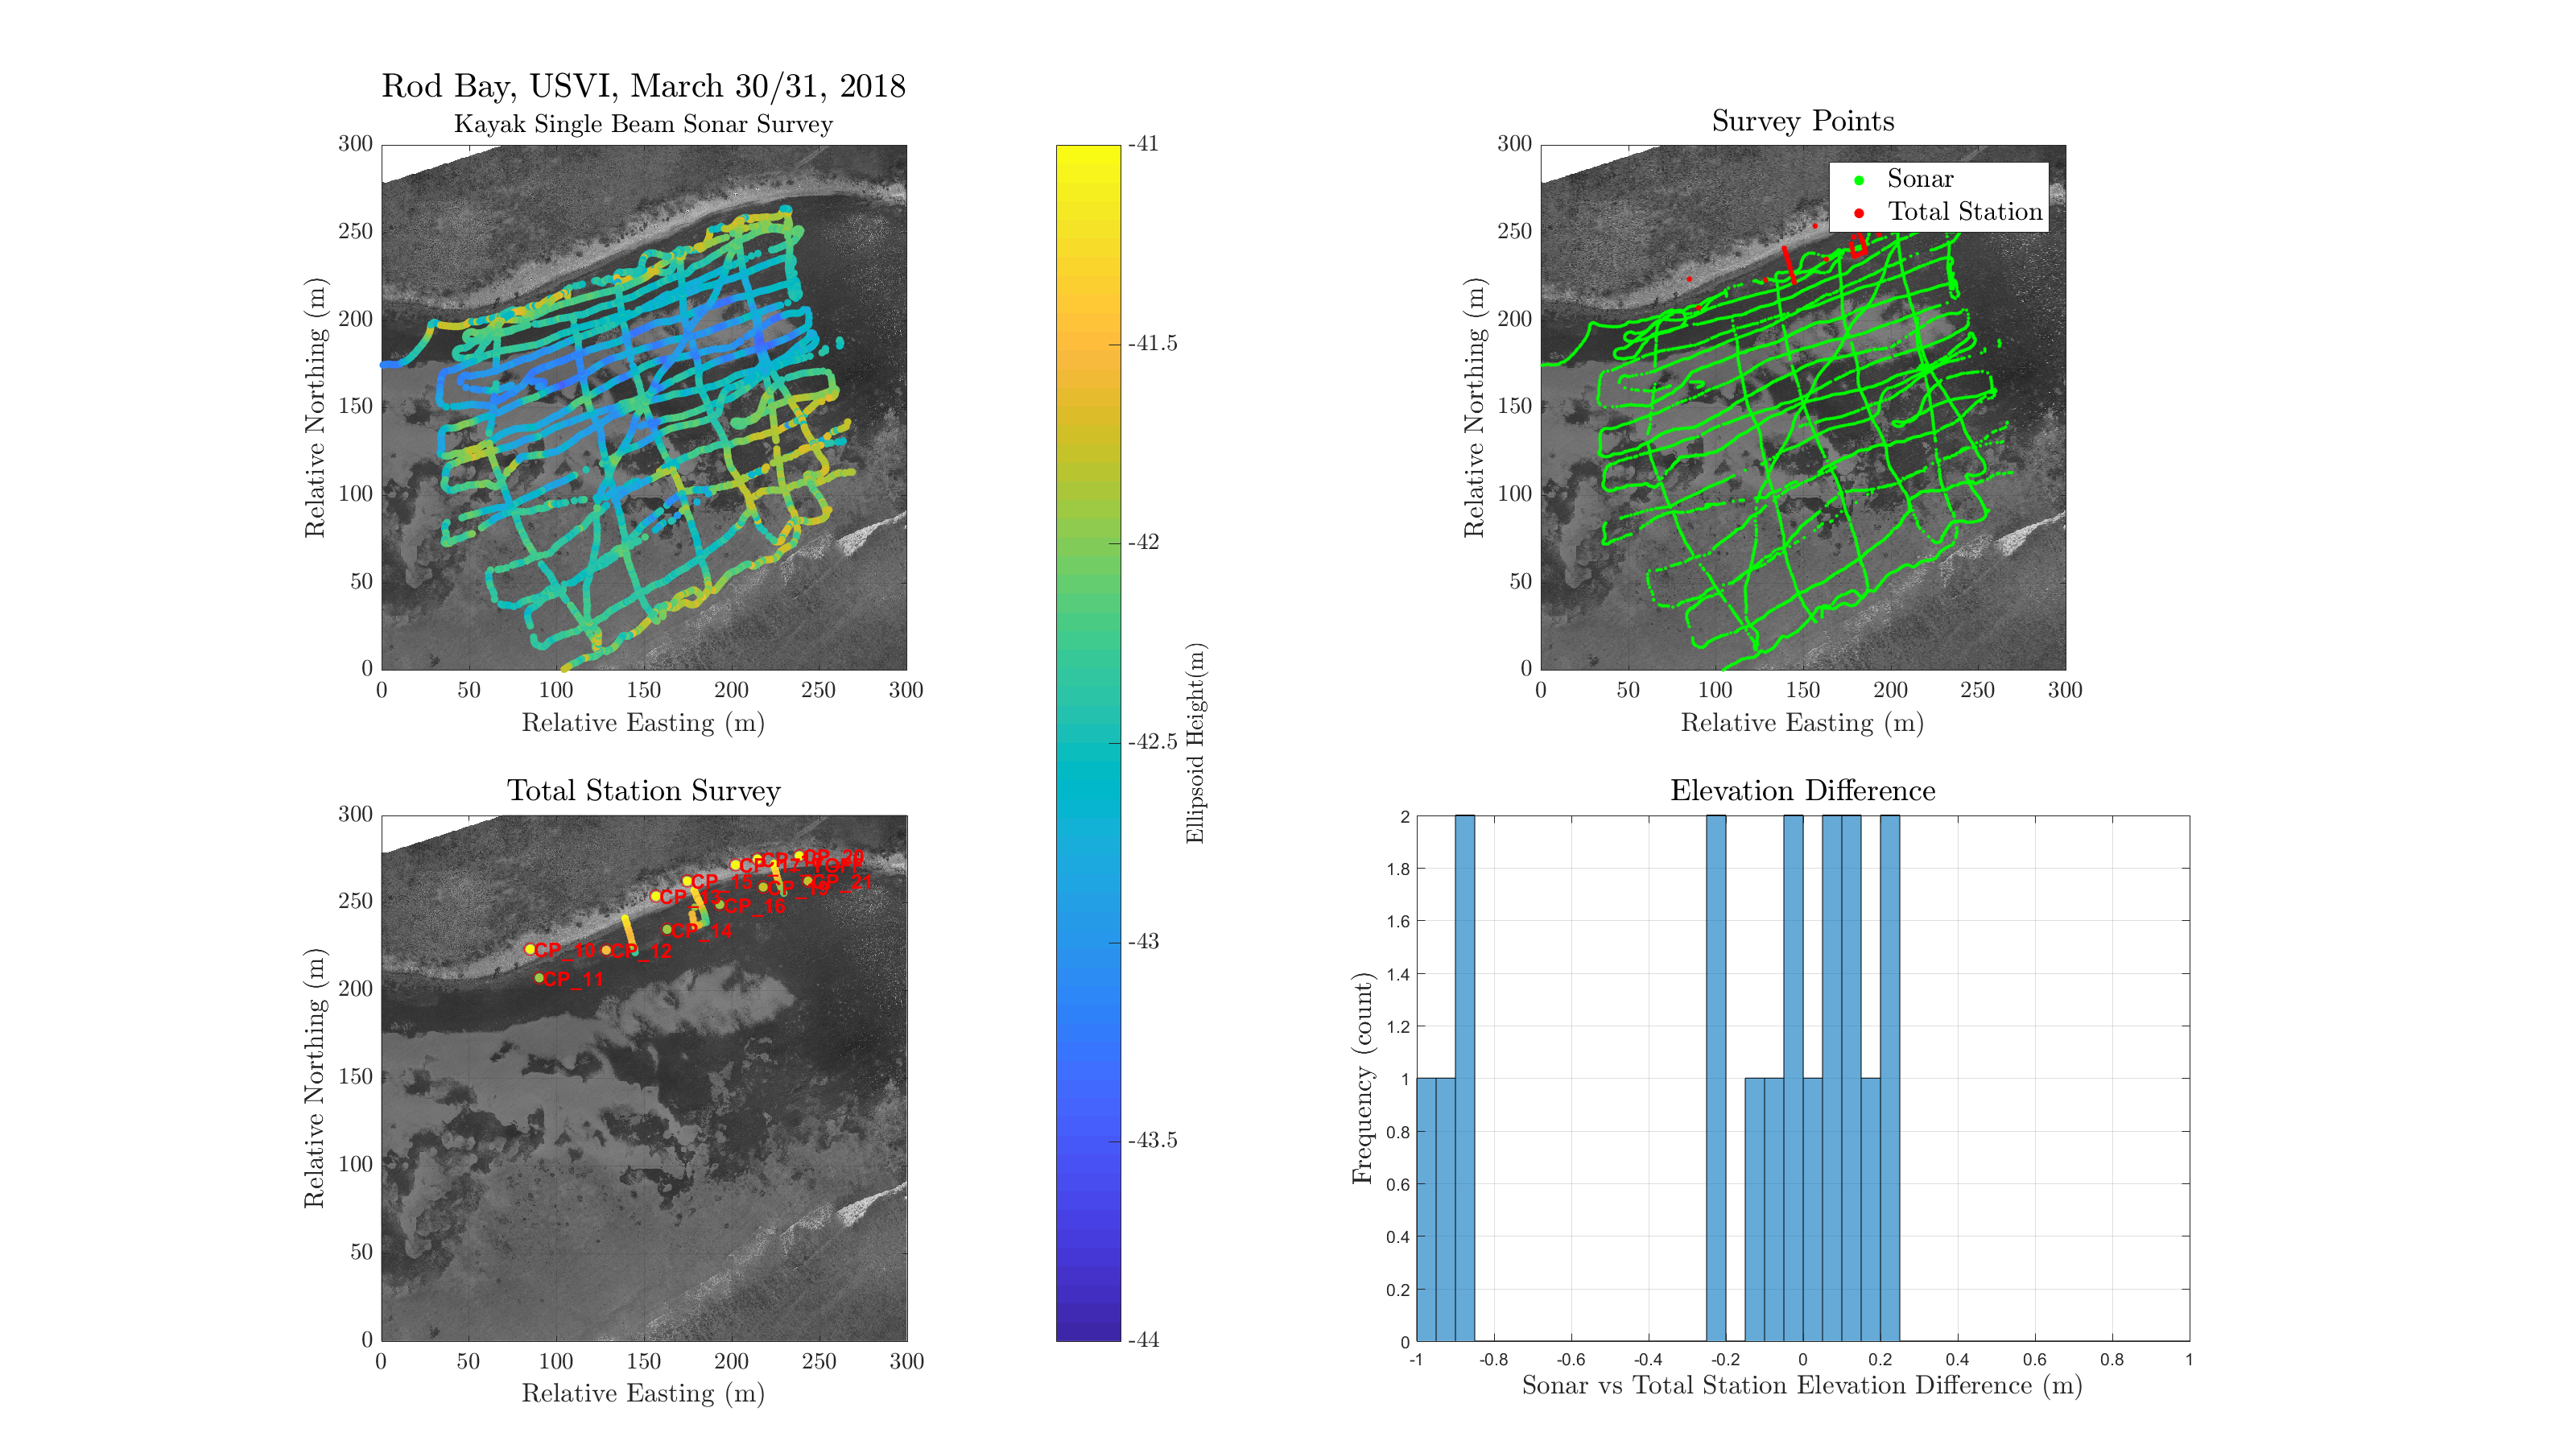 Rod Bay, USVI, March 30/31, 2018
Kayak Single Beam Sonar Survey
300
250
200
150
100
50
0
0 50 100 150 200 250 300
Relative Northing (m)
Relative Easting (m)
-41
-41.5
-42
-42.5
-43
-43.5
-44
Ellipsoid Height(m)
Survey Points
Sonar
Total Station
300
250
200
150
100
50
0
0 50 100 150 200 250 300
Relative Northing (m)
Relative Easting (m)
Total Station Survey
300
250
200
150
100
50
0
0 50 100 150 200 250 300
Relative Northing (m)
Relative Easting (m)
CP_20
CP_17
CP_15
CP_21
CP_19
CP_13
CP_16
CP_14
CP_10
CP_12
CP_11
Elevation Difference
2
1.8
1.6
1.4
1.2
1
0.8
0.6
0.4
0.2
0
-1 -0.8 -0.6 -0.4 -0.2 0 0.2 0.4 0.6 0.8 1
Frequency (count)
Sonar vs Total Station Elevation Difference (m)